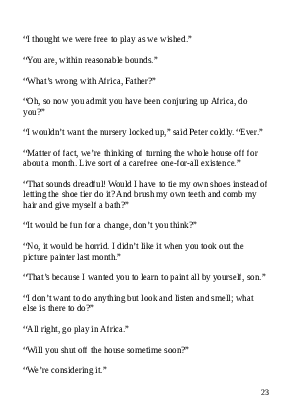 “I thought we were free to play as we wished.”
“You are, within reasonable bounds.”
“What’s wrong with Africa, Father?”
“Oh, so now you admit you have been conjuring up Africa, do
you?”
“I wouldn’t want the nursery locked up,” said Peter coldly. “Ever.”
“Matter of fact, we’re thinking of turning the whole house off for
about a month. Live sort of a carefree one-for-all existence.”
“That sounds dreadful! Would I have to tie my own shoes instead of
letting the shoe tier do it? And brush my own teeth and comb my
hair and give myself a bath?”
“It would be fun for a change, don’t you think?”
“No, it would be horrid. I didn’t like it when you took out the
picture painter last month.”
“That’s because I wanted you to learn to paint all by yourself, son.”
“I don’t want to do anything but look and listen and smell; what
else is there to do?”
“All right, go play in Africa.”
“Will you shut off the house sometime soon?”
“We’re considering it.”
23